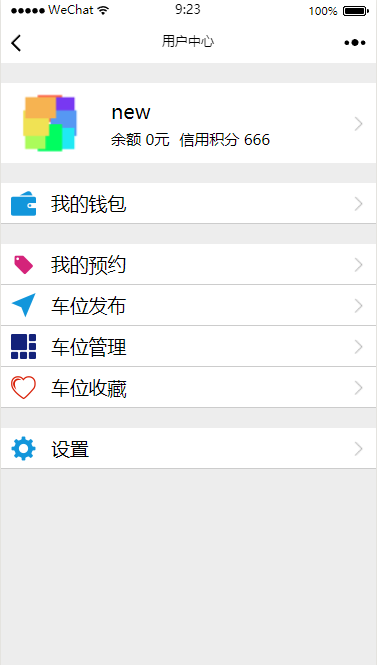 WeChat 9:23 100%
用户中心
new
余额 0元 信用积分 666
我的钱包
我的预约
车位发布
车位管理
车位收藏
设置